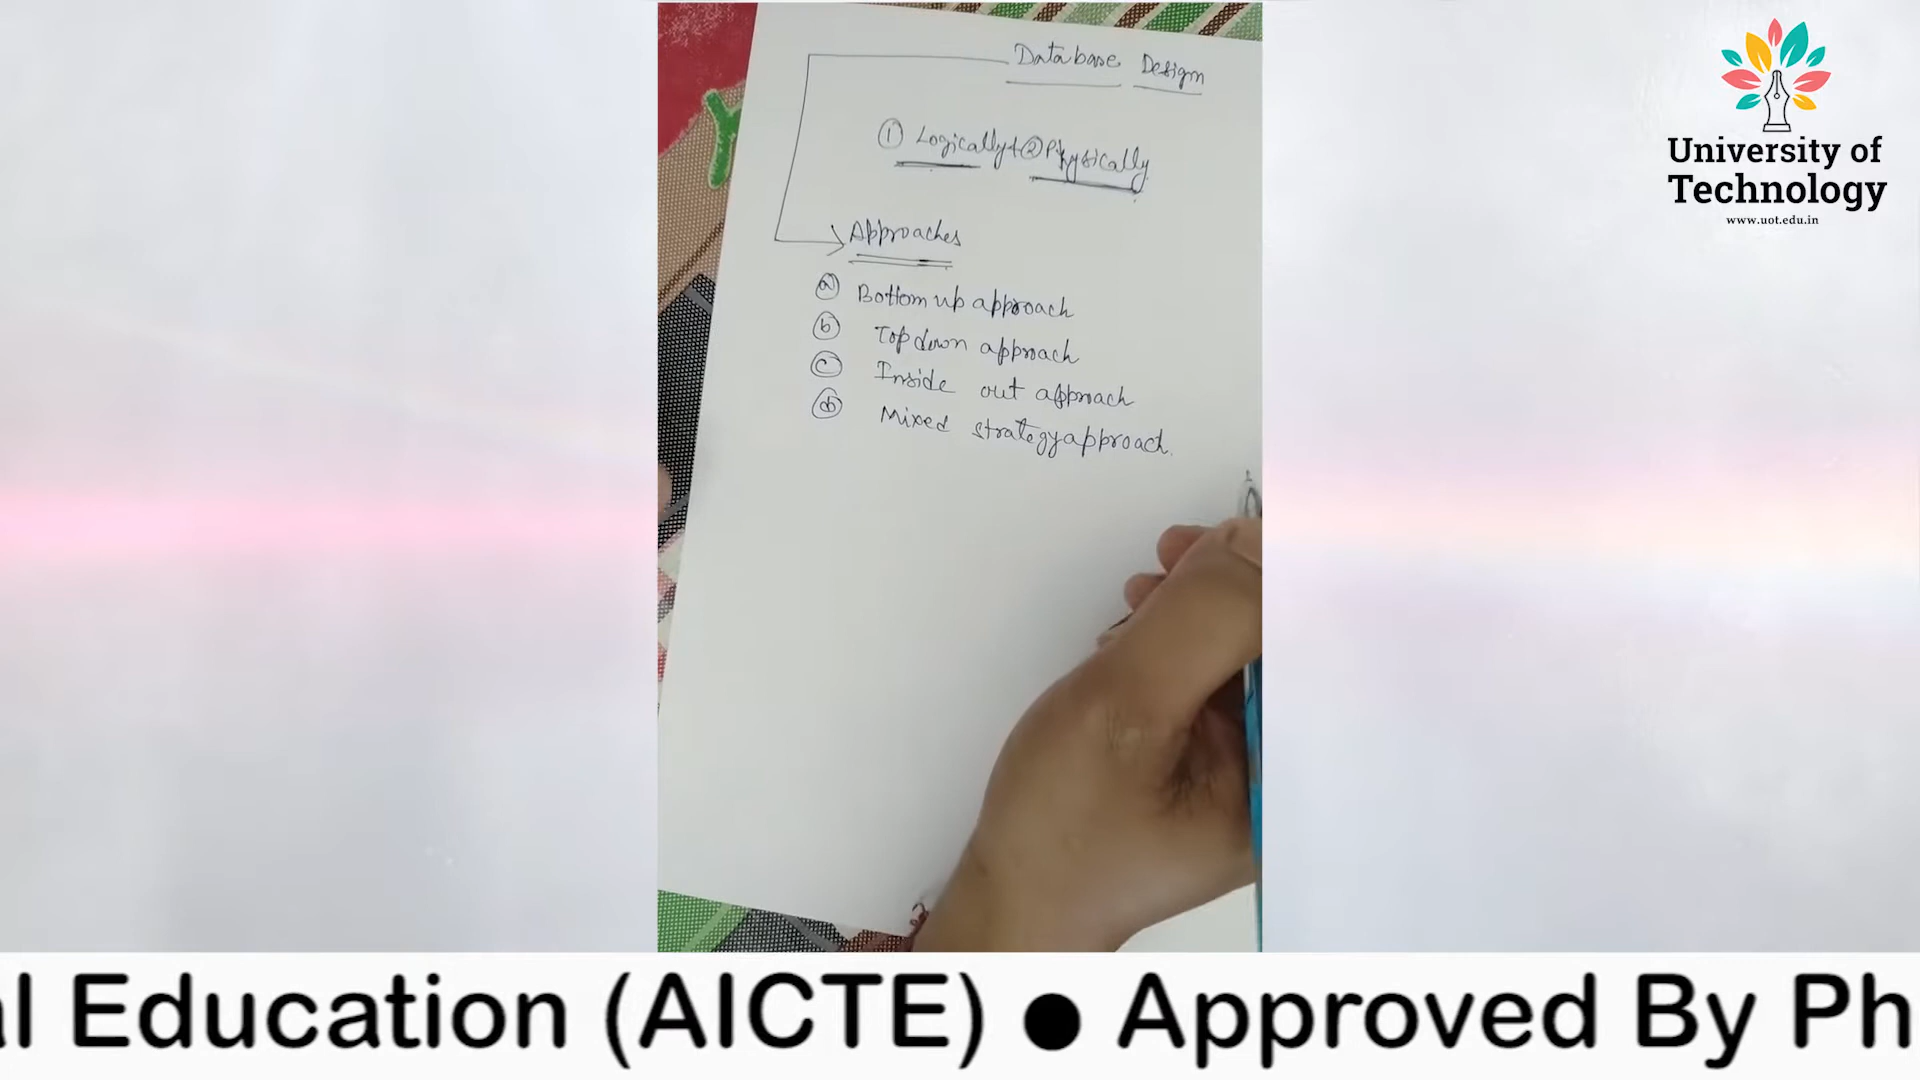 Database Design
① Logically + ② Physically
Approaches
ⓐ Bottom up approach
ⓑ Top down approach
ⓒ Inside out approach
ⓓ Mixed strategy approach.
University of
Technology
www.uot.edu.in
al Education (AICTE) ● Approved By Ph